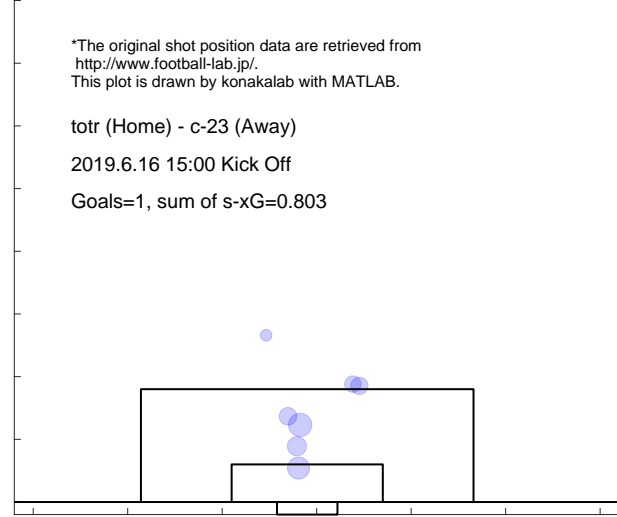 *The original shot position data are retrieved from
http://www.football-lab.jp/.
This plot is drawn by konakalab with MATLAB.
totr (Home) - c-23 (Away)
2019.6.16 15:00 Kick Off
Goals=1, sum of s-xG=0.803